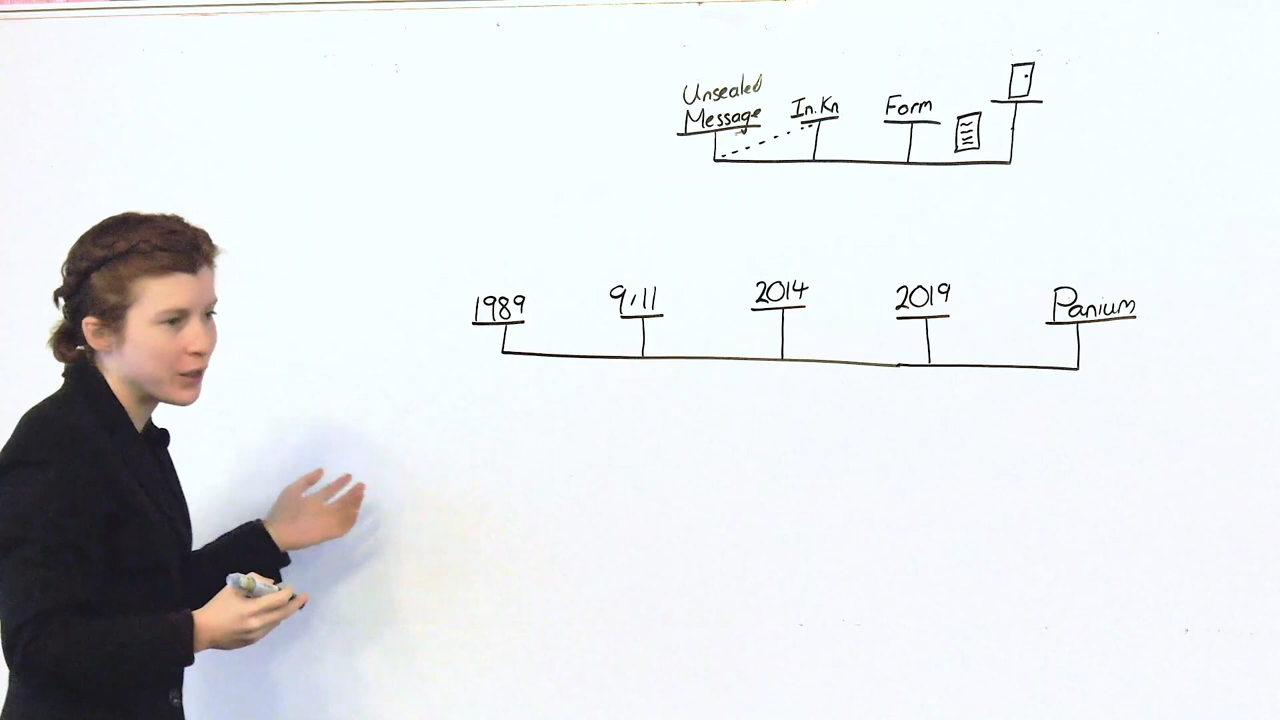 Unsealed
Message
In.Kn
Form
1989
9.11
2014
2019
Panium